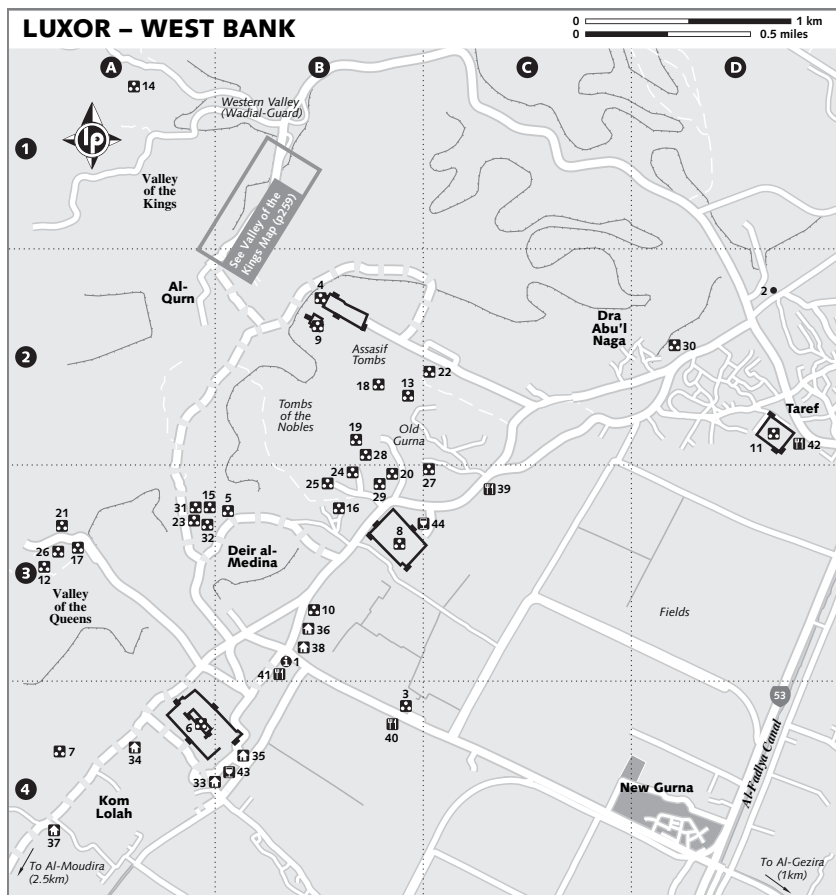 LUXOR – WEST BANK
0 1 km
0 0.5 miles
A
B
C
D
14
Western Valley
(Wadial-Guard)
lp
1
Valley
of the
Kings
See Valley of the
Kings Map (p259)
Al-
Qurn
4
2
9
Dra
Abu'l
Naga
30
2
Assasif
Tombs
22
18
13
Taref
Tombs
of the
Nobles
19
Old
Gurna
11
42
28
24
20
27
25
29
39
31
15
5
16
23
32
44
8
21
26
17
12
3
Deir al-
Medina
Valley
of the
Queens
10
Fields
36
38
1
41
3
53
6
40
7
34
35
43
33
4
Kom
Lolah
New Gurna
Al-Fadlya Canal
37
To Al-Moudira
(2.5km)
To Al-Gezira
(1km)